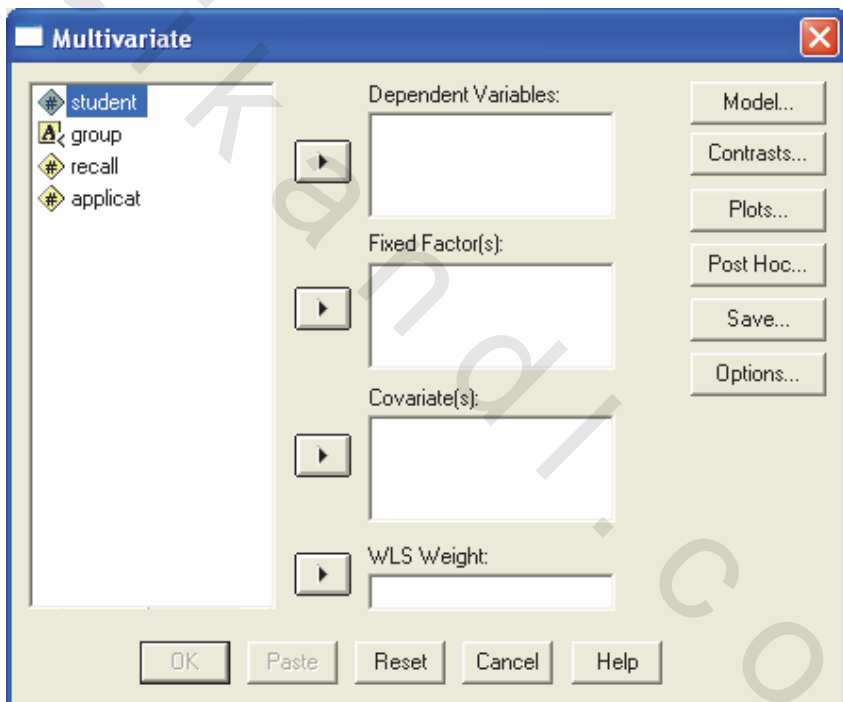 Multivariate
student
group
recall
applicat
Dependent Variables:
Fixed Factor(s):
Covariate(s):
WLS Weight:
Model...
Contrasts...
Plots...
Post Hoc...
Save...
Options...
OK
Paste
Reset
Cancel
Help